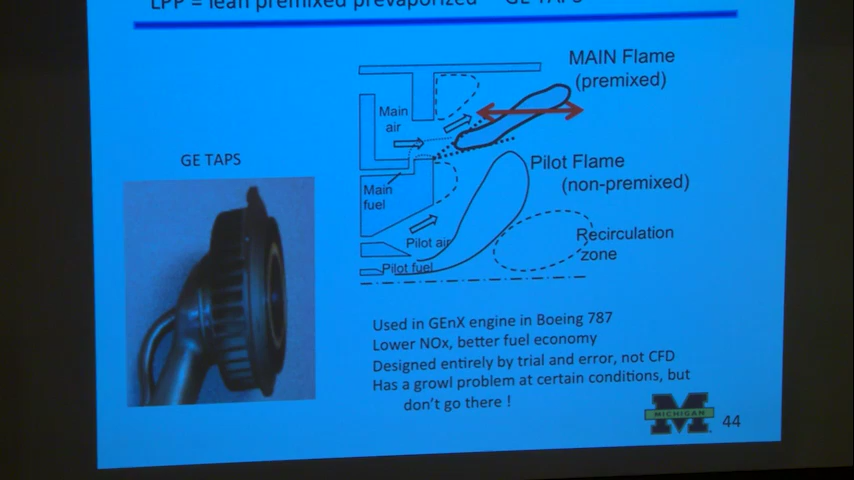 LPP = lean premixed prevaporized GE TAPS
MAIN Flame
(premixed)
Main
air
GE TAPS
Pilot Flame
(non-premixed)
Main
fuel
Pilot air
Recirculation
zone
Pilot fuel
Used in GEnX engine in Boeing 787
Lower NOx, better fuel economy
Designed entirely by trial and error, not CFD
Has a growl problem at certain conditions, but
don't go there !
MICHIGAN
44